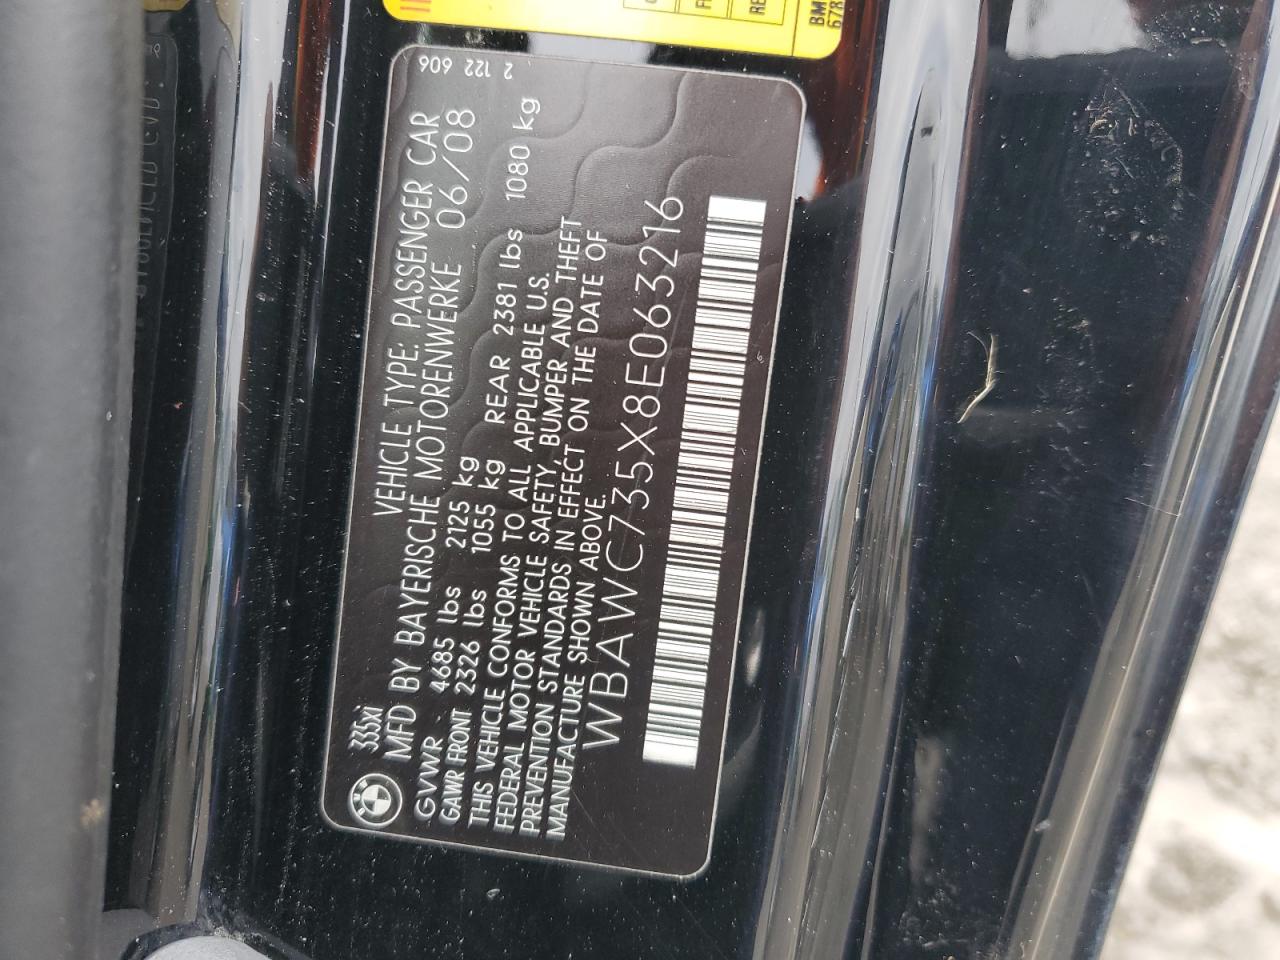 335xi VEHICLE TYPE: PASSENGER CAR
MFD BY BAYERISCHE MOTORENWERKE 06/08
GVWR 4685 lbs 2125 kg
GAWR FRONT 2326 lbs 1055 kg REAR 2381 lbs 1080 kg
THIS VEHICLE CONFORMS TO ALL APPLICABLE U.S.
FEDERAL MOTOR VEHICLE SAFETY, BUMPER AND THEFT
PREVENTION STANDARDS IN EFFECT ON THE DATE OF
MANUFACTURE SHOWN ABOVE.
WBAWC735X8E063216
2 122 606